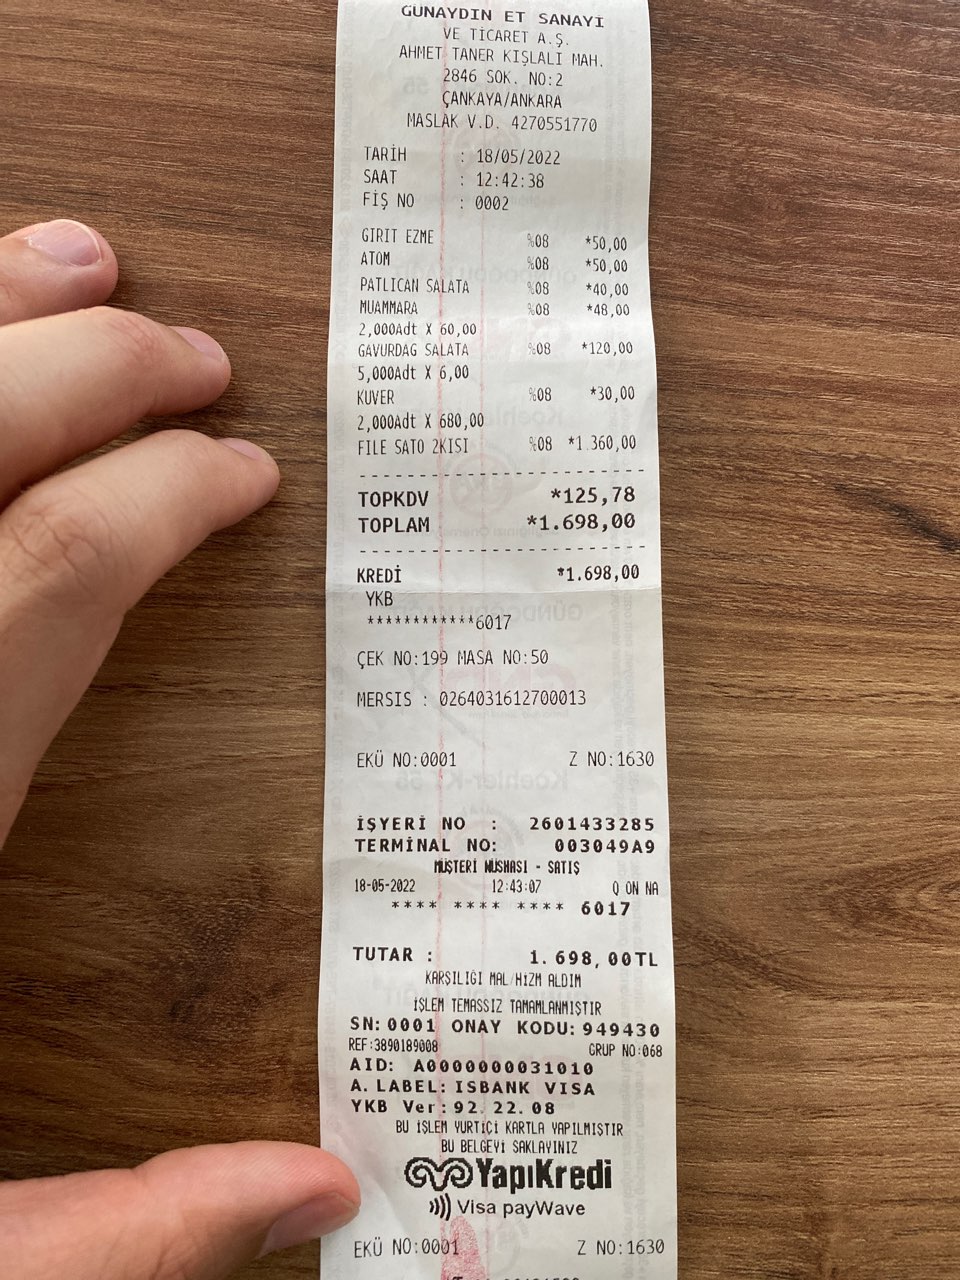 GÜNAYDIN ET SANAYİ
VE TİCARET A.Ş.
AHMET TANER KIŞLALI MAH.
2846 SOK. NO:2
ÇANKAYA/ANKARA
MASLAK V.D. 4270551770
TARİH : 18/05/2022
SAAT : 12:42:38
FİŞ NO : 0002
GIRIT EZME %08 *50,00
ATOM %08 *50,00
PATLICAN SALATA %08 *40,00
MUAMMARA %08 *48,00
2,000Adt X 60,00
GAVURDAG SALATA %08 *120,00
5,000Adt X 6,00
KUVER %08 *30,00
2,000Adt X 680,00
FILE SATO 2KISI %08 *1.360,00
TOPKDV *125,78
TOPLAM *1.698,00
KREDİ *1.698,00
YKB
************6017
ÇEK NO:199 MASA NO:50
MERSIS : 0264031612700013
EKÜ NO:0001 Z NO:1630
İŞYERİ NO : 2601433285
TERMİNAL NO: 003049A9
MÜŞTERİ NÜSHASI - SATIŞ
18-05-2022 12:43:07 Q ON NA
**** **** **** 6017
TUTAR : 1.698,00TL
KARŞILIĞI MAL/HİZM ALDIM
İŞLEM TEMASSIZ TAMAMLANMIŞTIR
SN:0001 ONAY KODU:949430
REF:3890189008 GRUP NO:068
AID: A0000000031010
A.LABEL: ISBANK VISA
YKB Ver:92.22.08
BU İŞLEM YURTİÇİ KARTLA YAPILMIŞTIR
BU BELGEYİ SAKLAYINIZ
YapıKredi
Visa payWave
EKÜ NO:0001 Z NO:1630